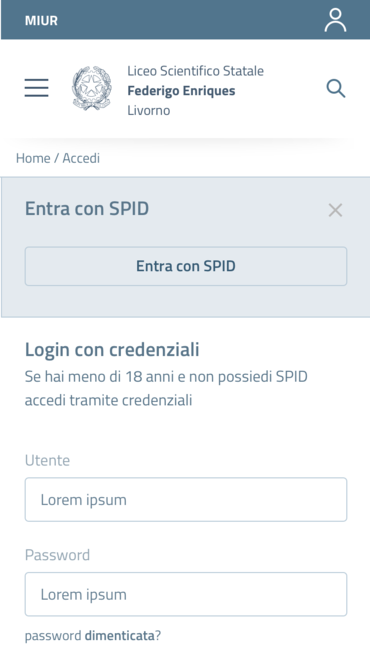 MIUR
Liceo Scientifico Statale
Federigo Enriques
Livorno
Home / Accedi
Entra con SPID
Entra con SPID
Login con credenziali
Se hai meno di 18 anni e non possiedi SPID
accedi tramite credenziali
Utente
Lorem ipsum
Password
Lorem ipsum
password dimenticata?